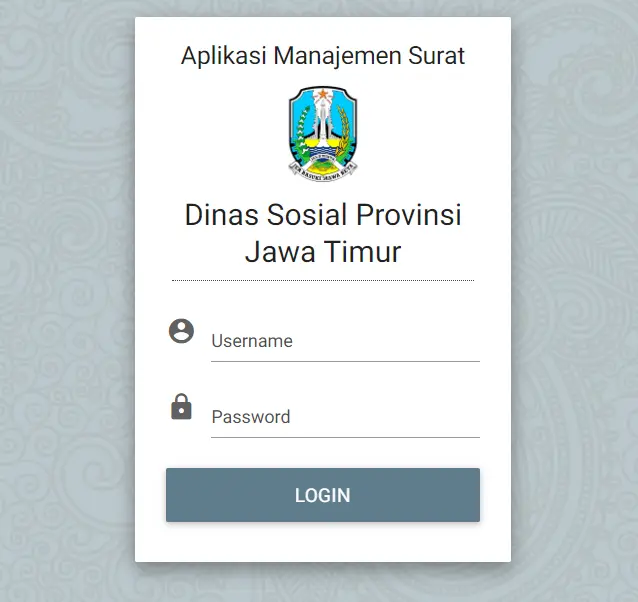 Aplikasi Manajemen Surat
JER BASUKI MAWA BEYA
Dinas Sosial Provinsi
Jawa Timur
Username
Password
LOGIN